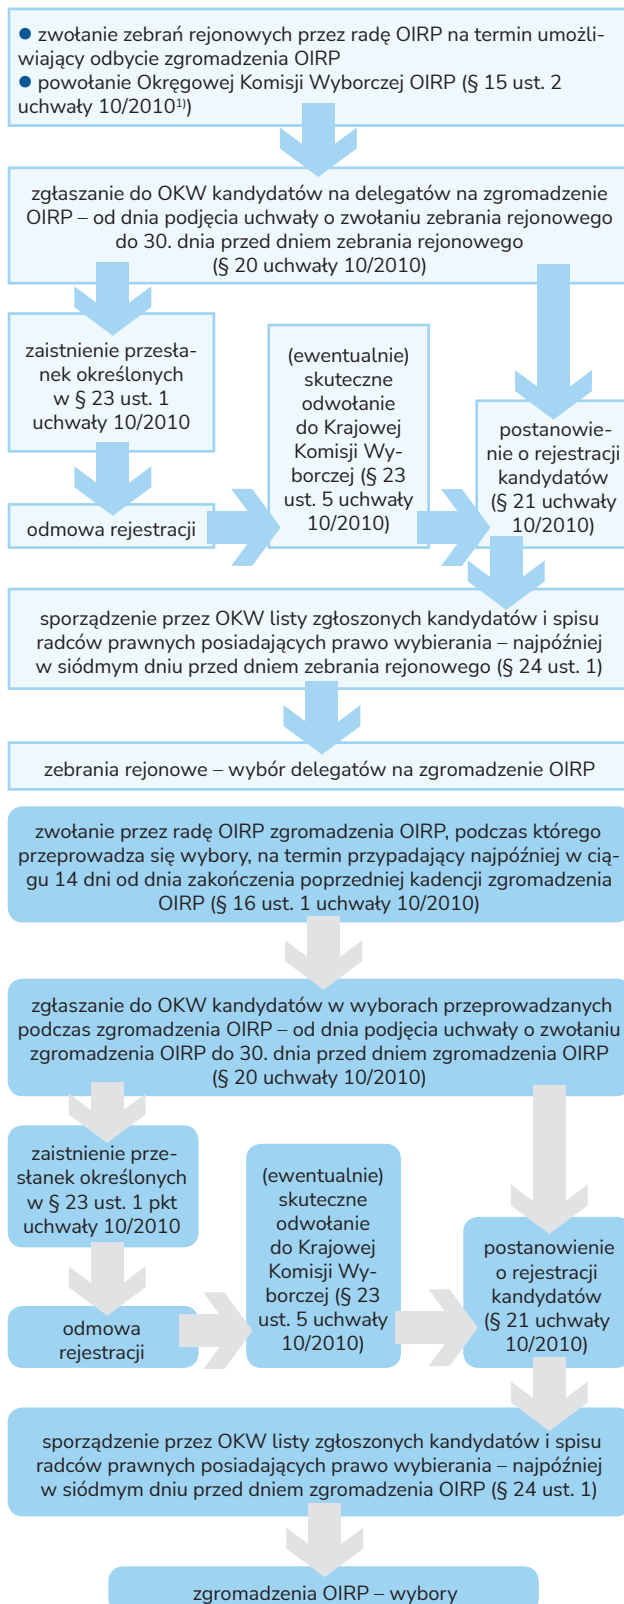 ● zwołanie zebrań rejonowych przez radę OIRP na termin umożli-
wiający odbycie zgromadzenia OIRP
● powołanie Okręgowej Komisji Wyborczej OIRP (§ 15 ust. 2
uchwały 10/2010¹⁾)
zgłaszanie do OKW kandydatów na delegatów na zgromadzenie
OIRP – od dnia podjęcia uchwały o zwołaniu zebrania rejonowego
do 30. dnia przed dniem zebrania rejonowego
(§ 20 uchwały 10/2010)
zaistnienie przesła-
nek określonych
w § 23 ust. 1
uchwały 10/2010
odmowa rejestracji
(ewentualnie)
skuteczne
odwołanie
do Krajowej
Komisji Wy-
borczej (§ 23
ust. 5 uchwały
10/2010)
postanowie-
nie o rejestracji
kandydatów
(§ 21 uchwały
10/2010)
sporządzenie przez OKW listy zgłoszonych kandydatów i spisu
radców prawnych posiadających prawo wybierania – najpóźniej
w siódmym dniu przed dniem zebrania rejonowego (§ 24 ust. 1)
zebrania rejonowe – wybór delegatów na zgromadzenie OIRP
zwołanie przez radę OIRP zgromadzenia OIRP, podczas którego
przeprowadza się wybory, na termin przypadający najpóźniej w cią-
gu 14 dni od dnia zakończenia poprzedniej kadencji zgromadzenia
OIRP (§ 16 ust. 1 uchwały 10/2010)
zgłaszanie do OKW kandydatów w wyborach przeprowadzanych
podczas zgromadzenia OIRP – od dnia podjęcia uchwały o zwołaniu
zgromadzenia OIRP do 30. dnia przed dniem zgromadzenia OIRP
(§ 20 uchwały 10/2010)
zaistnienie prze-
słanek określonych
w § 23 ust. 1 pkt
uchwały 10/2010
odmowa
rejestracji
(ewentualnie)
skuteczne
odwołanie
do Krajowej
Komisji Wy-
borczej (§ 23
ust. 5 uchwały
10/2010)
postanowienie
o rejestracji
kandydatów
(§ 21 uchwały
10/2010)
sporządzenie przez OKW listy zgłoszonych kandydatów i spisu
radców prawnych posiadających prawo wybierania – najpóźniej
w siódmym dniu przed dniem zgromadzenia OIRP (§ 24 ust. 1)
zgromadzenia OIRP – wybory